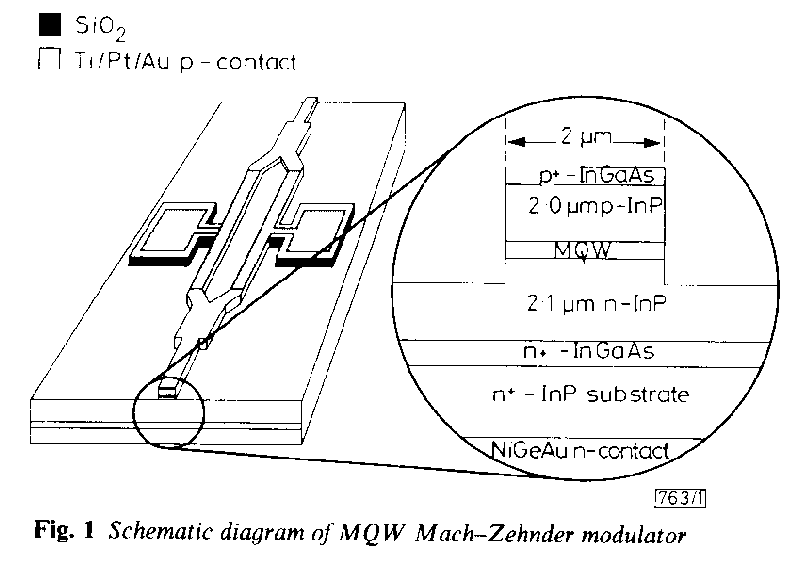 SiO₂
Ti/Pt/Au p-contact
2 µm
p+-InGaAs
2·0 µm p-InP
MQW
2·1 µm n-InP
n+ -InGaAs
n+ - InP substrate
NiGeAu n-contact
763/1
Fig. 1 Schematic diagram of MQW Mach–Zehnder modulator